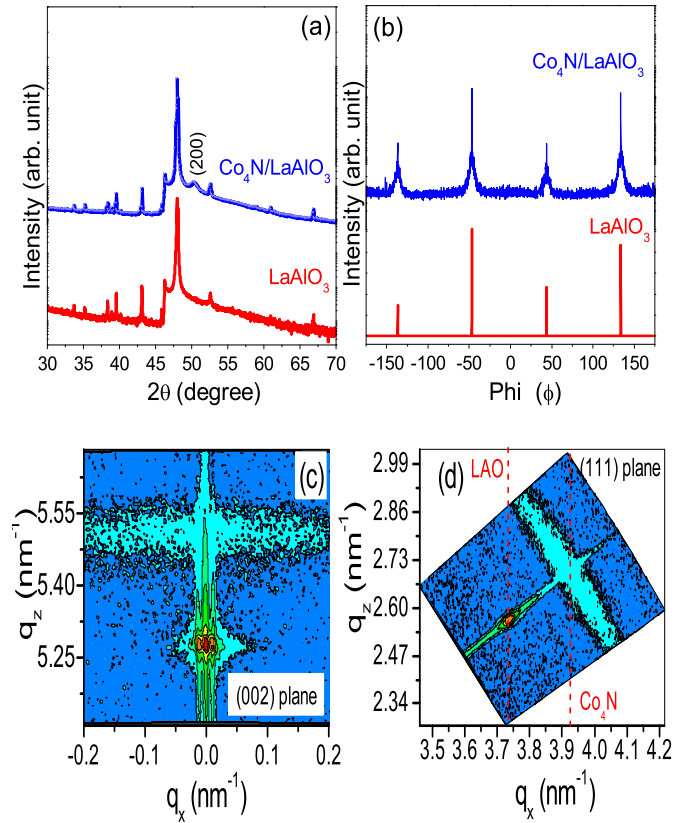 (a)
Intensity (arb. unit)
Co₄N/LaAlO₃
(200)
LaAlO₃
30 35 40 45 50 55 60 65 70
2θ (degree)
(b)
Intensity (arb. unit)
Co₄N/LaAlO₃
LaAlO₃
-150 -100 -50 0 50 100 150
Phi (ϕ)
(c)
q_z (nm⁻¹)
5.55
5.40
5.25
(002) plane
-0.2 -0.1 0.0 0.1 0.2
qₓ (nm⁻¹)
(d)
LAO
(111) plane
q_z (nm⁻¹)
2.99
2.86
2.73
2.60
2.47
2.34
Co₄N
3.5 3.6 3.7 3.8 3.9 4.0 4.1 4.2
qₓ (nm⁻¹)